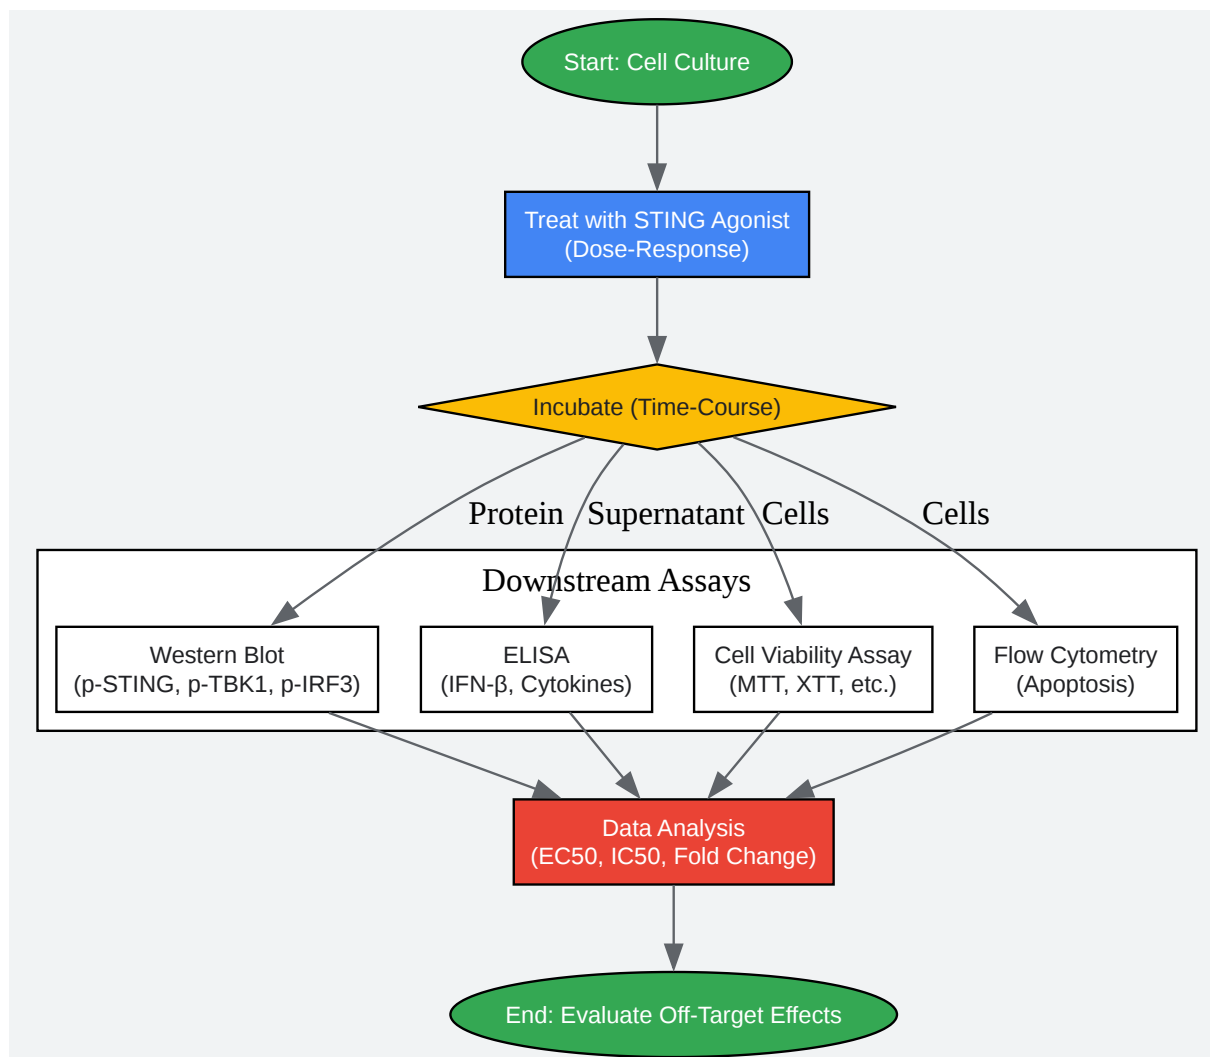 Start: Cell Culture
Treat with STING Agonist
(Dose-Response)
Incubate (Time-Course)
Protein
Supernatant
Cells
Cells
Downstream Assays
Western Blot
(p-STING, p-TBK1, p-IRF3)
ELISA
(IFN-β, Cytokines)
Cell Viability Assay
(MTT, XTT, etc.)
Flow Cytometry
(Apoptosis)
Data Analysis
(EC50, IC50, Fold Change)
End: Evaluate Off-Target Effects